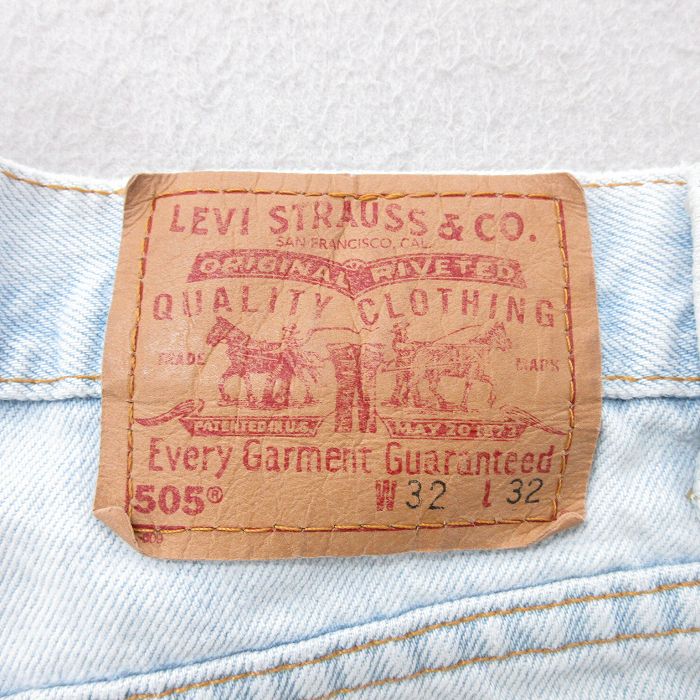 LEVI STRAUSS & CO.
SAN FRANCISCO, CAL.
ORIGINAL RIVETED
QUALITY CLOTHING
TRADE MARK
PATENTED IN U.S. MAY 20 1873
Every Garment Guaranteed
505® W 32 L 32